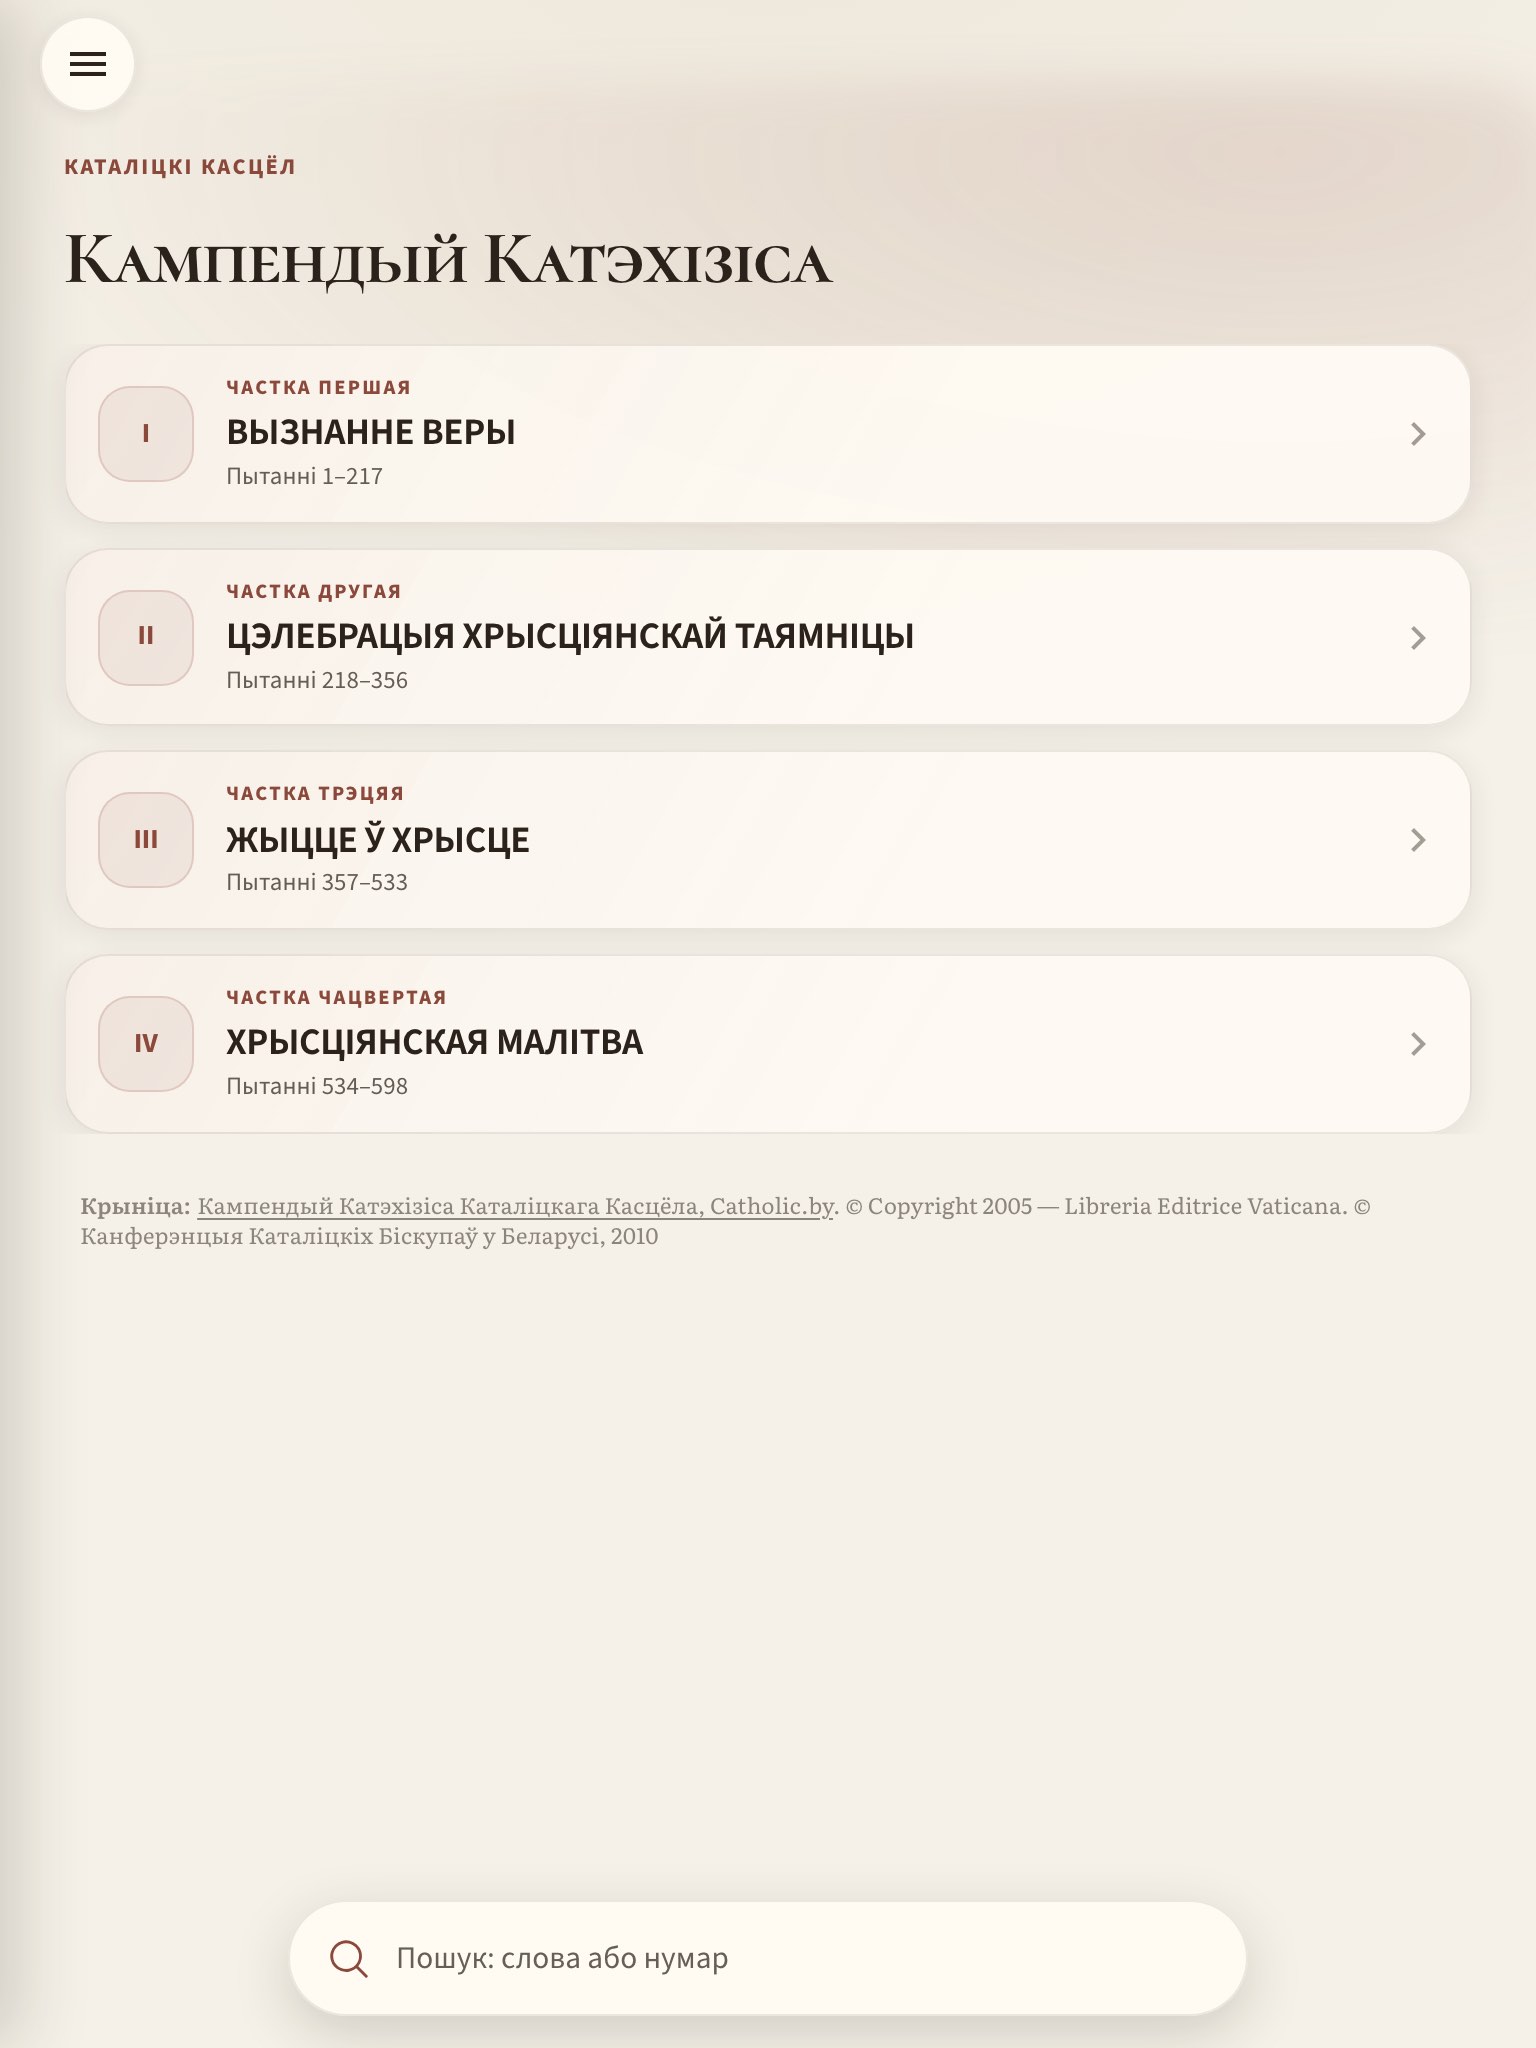 КАТАЛІЦКІ КАСЦЁЛ
Кампендый Катэхізіса
I
ЧАСТКА ПЕРШАЯ
ВЫЗНАННЕ ВЕРЫ
Пытанні 1–217
II
ЧАСТКА ДРУГАЯ
ЦЭЛЕБРАЦЫЯ ХРЫСЦІЯНСКАЙ ТАЯМНІЦЫ
Пытанні 218–356
III
ЧАСТКА ТРЭЦЯЯ
ЖЫЦЦЕ Ў ХРЫСЦЕ
Пытанні 357–533
IV
ЧАСТКА ЧАЦВЕРТАЯ
ХРЫСЦІЯНСКАЯ МАЛІТВА
Пытанні 534–598
Крыніца: Кампендый Катэхізіса Каталіцкага Касцёла, Catholic.by. © Copyright 2005 — Libreria Editrice Vaticana. ©
Канферэнцыя Каталіцкіх Біскупаў у Беларусі, 2010
Пошук: слова або нумар